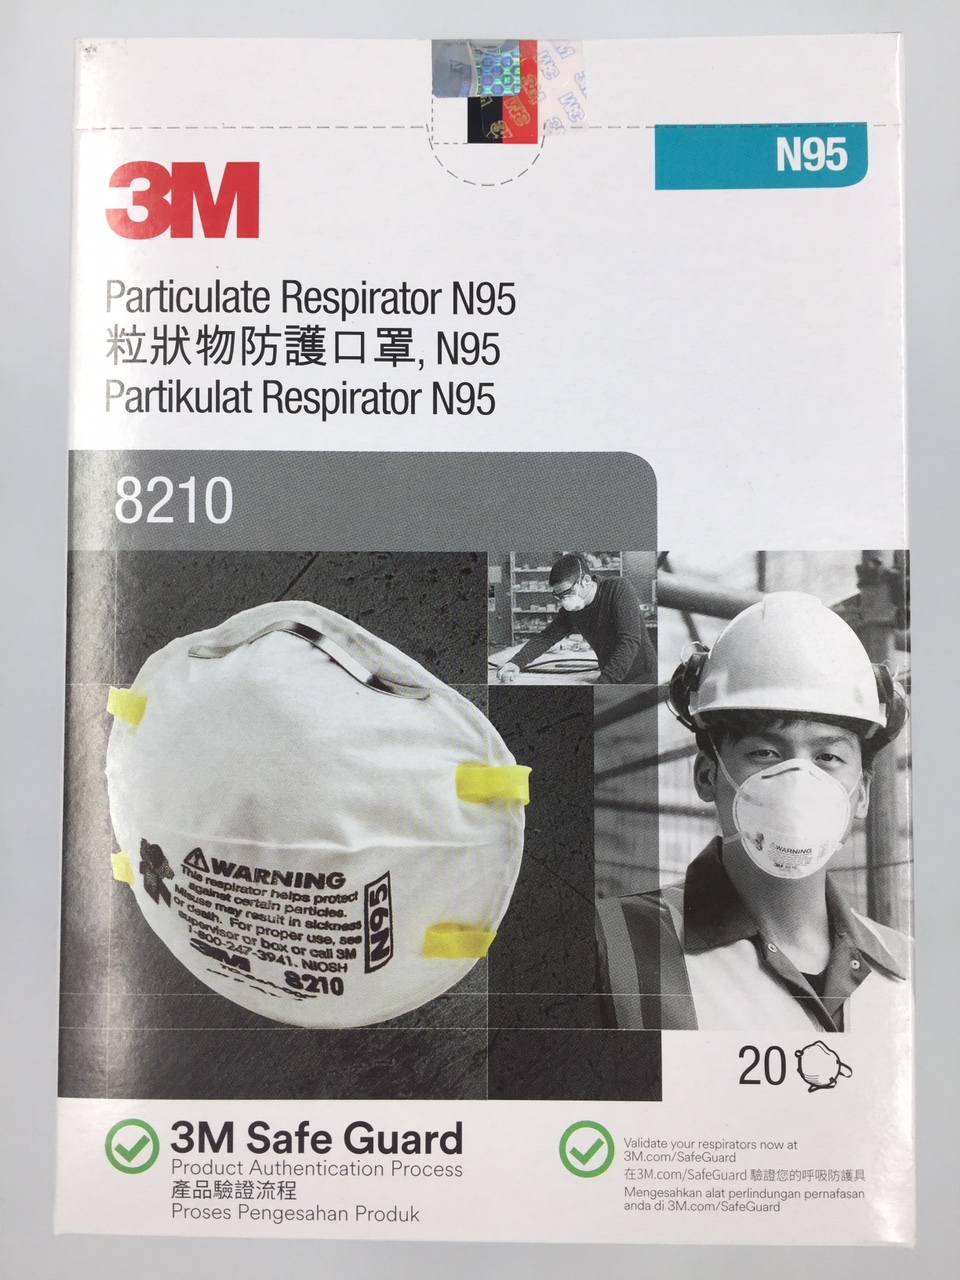 N95
3M
Particulate Respirator N95
粒狀物防護口罩, N95
Partikulat Respirator N95
8210
WARNING
This respirator helps protect
against certain particles.
Misuse may result in sickness
or death. For proper use, see
supervisor or box or call 3M
1-800-247-3941. NIOSH
N95
3M
8210
WARNING
20
3M Safe Guard
Product Authentication Process
產品驗證流程
Proses Pengesahan Produk
Validate your respirators now at
3M.com/SafeGuard
在3M.com/SafeGuard 驗證您的呼吸防護具
Mengesahkan alat perlindungan pernafasan
anda di 3M.com/SafeGuard